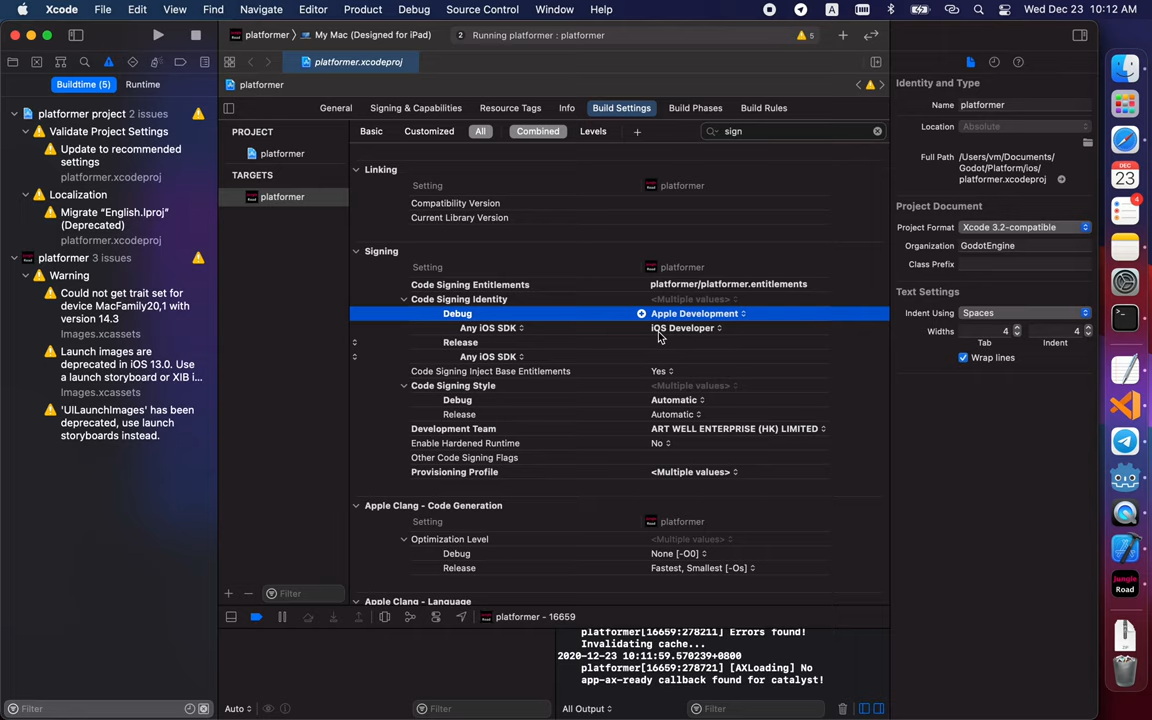 Xcode File Edit View Find Navigate Editor Product Debug Source Control Window Help
A
Wed Dec 23 10:12 AM
platformer My Mac (Designed for iPad)
2 Running platformer : platformer
5
platformer.xcodeproj
Buildtime (5) Runtime
platformer
General Signing & Capabilities Resource Tags Info Build Settings Build Phases Build Rules
Basic Customized All Combined Levels
sign
platformer project 2 issues
Validate Project Settings
Update to recommended
settings
platformer.xcodeproj
Localization
Migrate “English.lproj”
(Deprecated)
platformer.xcodeproj
platformer 3 issues
Warning
Could not get trait set for
device MacFamily20,1 with
version 14.3
Images.xcassets
Launch images are
deprecated in iOS 13.0. Use
a launch storyboard or XIB i...
Images.xcassets
'UILaunchImages' has been
deprecated, use launch
storyboards instead.
Filter
PROJECT
platformer
TARGETS
platformer
Filter
Linking
Setting platformer
Compatibility Version
Current Library Version
Signing
Setting platformer
Code Signing Entitlements platformer/platformer.entitlements
Code Signing Identity <Multiple values>
Debug Apple Development
Any iOS SDK iOS Developer
Release
Any iOS SDK
Code Signing Inject Base Entitlements Yes
Code Signing Style <Multiple values>
Debug Automatic
Release Automatic
Development Team ART WELL ENTERPRISE (HK) LIMITED
Enable Hardened Runtime No
Other Code Signing Flags
Provisioning Profile <Multiple values>
Apple Clang - Code Generation
Setting platformer
Optimization Level <Multiple values>
Debug None [-O0]
Release Fastest, Smallest [-Os]
Apple Clang - Language
platformer - 16659
platformer[16659:278211] Errors found!
Invalidating cache...
2020-12-23 10:11:59.570239+0800
platformer[16659:278721] [AXLoading] No
app-ax-ready callback found for catalyst!
Auto
Filter
All Output
Filter
Identity and Type
Name platformer
Location Absolute
Full Path /Users/vm/Documents/
Godot/Platform/ios/
platformer.xcodeproj
Project Document
Project Format Xcode 3.2-compatible
Organization GodotEngine
Class Prefix
Text Settings
Indent Using Spaces
Widths 4 4
Tab Indent
Wrap lines
DEC
23
4
Jungle
Road
ZIP